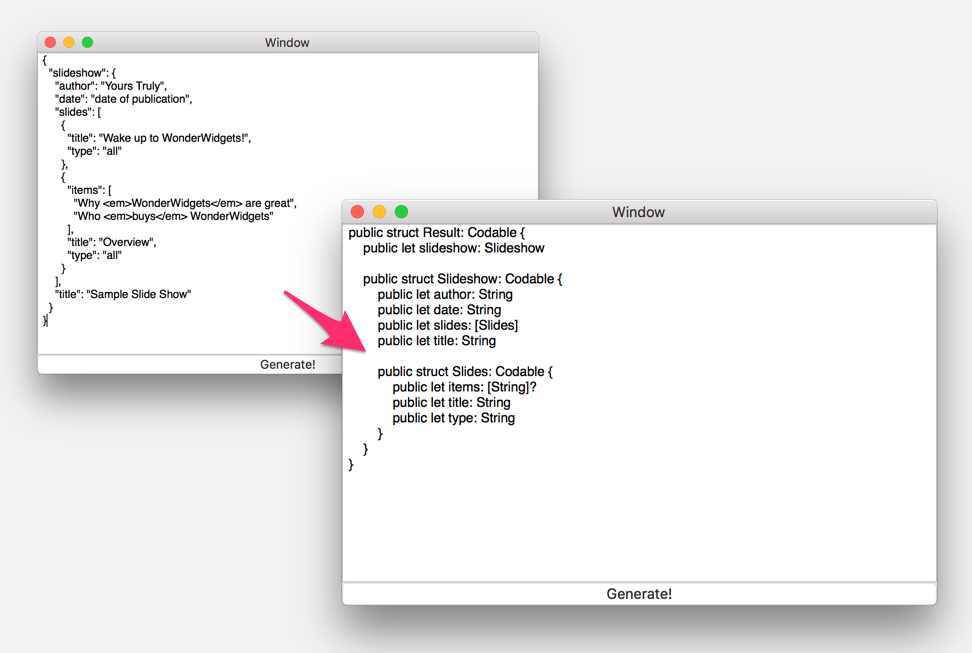 Window
{
  "slideshow": {
    "author": "Yours Truly",
    "date": "date of publication",
    "slides": [
      {
        "title": "Wake up to WonderWidgets!",
        "type": "all"
      },
      {
        "items": [
          "Why <em>WonderWidgets</em> are great",
          "Who <em>buys</em> WonderWidgets"
        ],
        "title": "Overview",
        "type": "all"
      }
    ],
    "title": "Sample Slide Show"
  }
}
Generate!
Window
public struct Result: Codable {
    public let slideshow: Slideshow

    public struct Slideshow: Codable {
        public let author: String
        public let date: String
        public let slides: [Slides]
        public let title: String

        public struct Slides: Codable {
            public let items: [String]?
            public let title: String
            public let type: String
        }
    }
}
Generate!